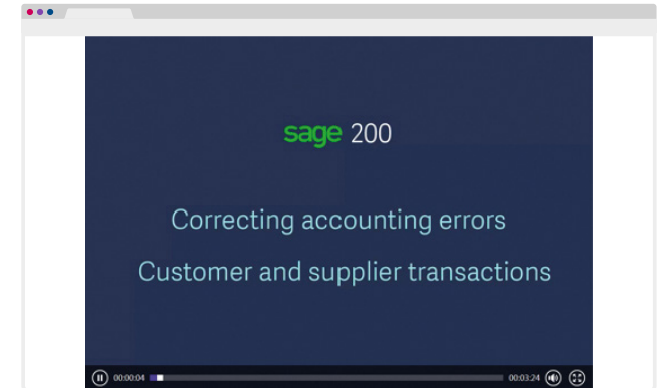 sage 200
Correcting accounting errors
Customer and supplier transactions
00:00:04 00:03:24